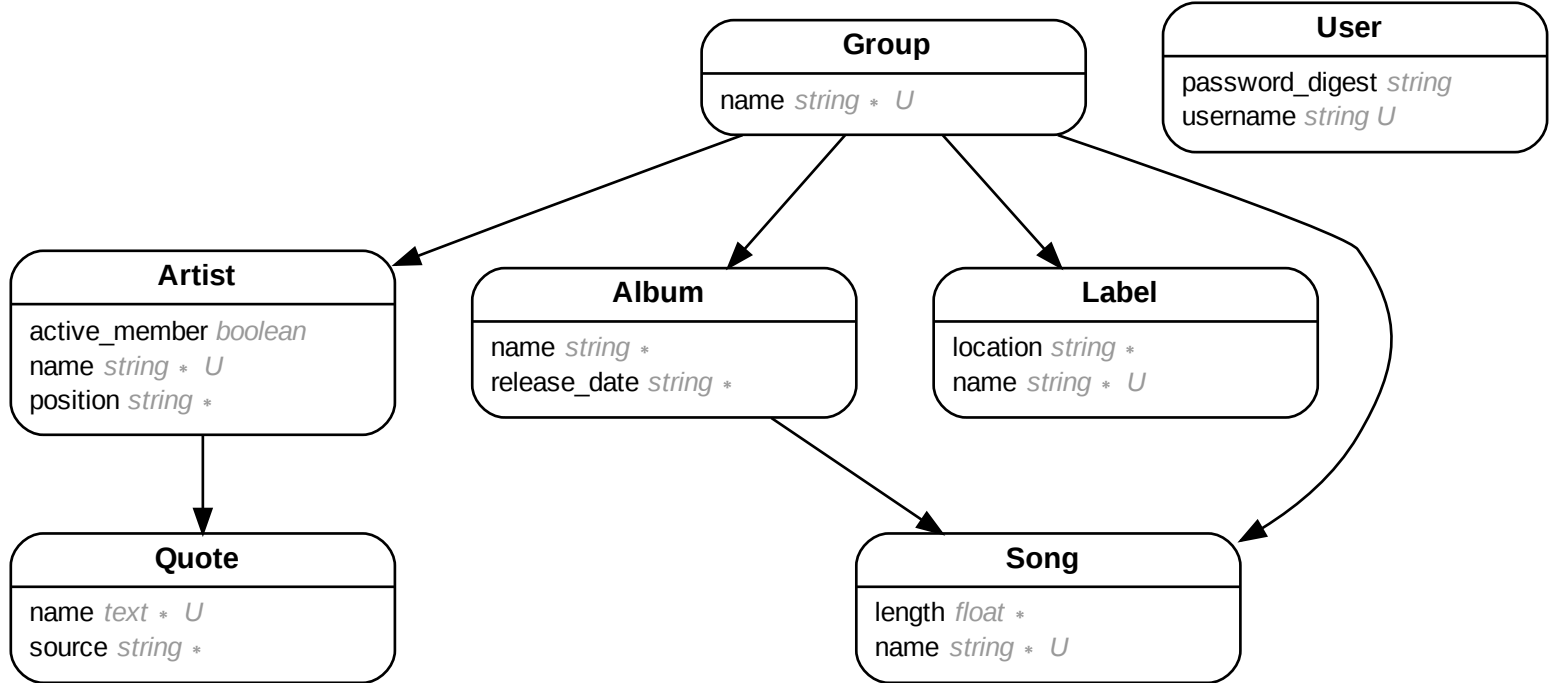 Group
name string * U
User
password_digest string
username string U
Artist
active_member boolean
name string * U
position string *
Album
name string *
release_date string *
Label
location string *
name string * U
Quote
name text * U
source string *
Song
length float *
name string * U